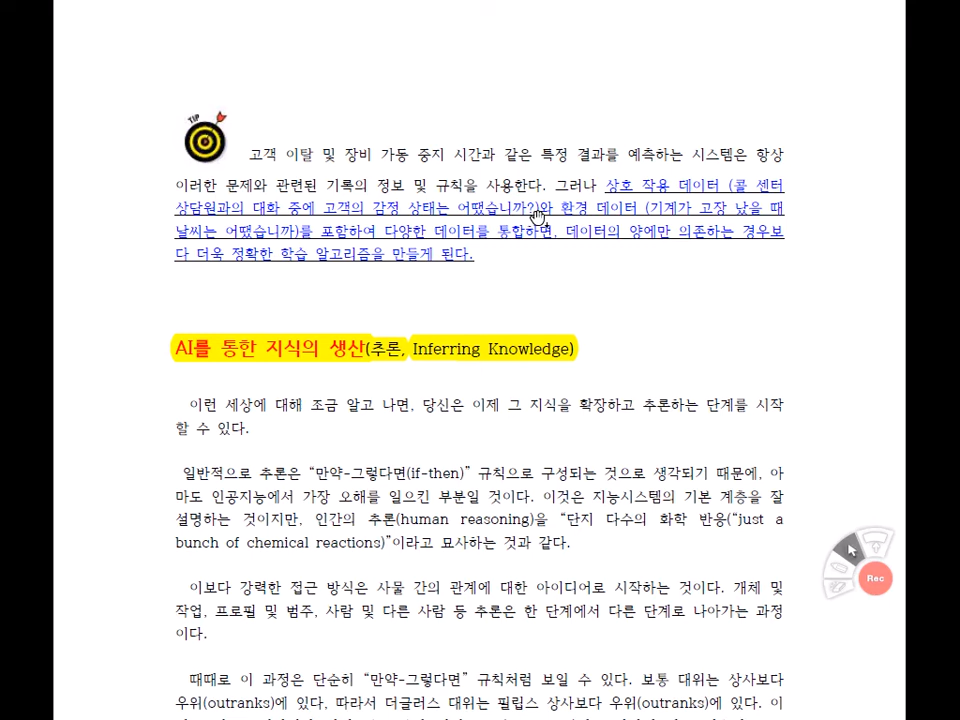 TIP
고객 이탈 및 장비 가동 중지 시간과 같은 특정 결과를 예측하는 시스템은 항상
이러한 문제와 관련된 기록의 정보 및 규칙을 사용한다. 그러나 상호 작용 데이터 (콜 센터
상담원과의 대화 중에 고객의 감정 상태는 어땠습니까?)와 환경 데이터 (기계가 고장 났을 때
날씨는 어땠습니까)를 포함하여 다양한 데이터를 통합하면, 데이터의 양에만 의존하는 경우보
다 더욱 정확한 학습 알고리즘을 만들게 된다.
AI를 통한 지식의 생산(추론, Inferring Knowledge)
이런 세상에 대해 조금 알고 나면, 당신은 이제 그 지식을 확장하고 추론하는 단계를 시작
할 수 있다.
일반적으로 추론은 “만약-그렇다면(if-then)” 규칙으로 구성되는 것으로 생각되기 때문에, 아
마도 인공지능에서 가장 오해를 일으킨 부분일 것이다. 이것은 지능시스템의 기본 계층을 잘
설명하는 것이지만, 인간의 추론(human reasoning)을 “단지 다수의 화학 반응(“just a
bunch of chemical reactions)”이라고 묘사하는 것과 같다.
이보다 강력한 접근 방식은 사물 간의 관계에 대한 아이디어로 시작하는 것이다. 개체 및
작업, 프로필 및 범주, 사람 및 다른 사람 등 추론은 한 단계에서 다른 단계로 나아가는 과정
이다.
때때로 이 과정은 단순히 “만약-그렇다면” 규칙처럼 보일 수 있다. 보통 대위는 상사보다
우위(outranks)에 있다, 따라서 더글러스 대위는 필립스 상사보다 우위(outranks)에 있다. 이
Rec